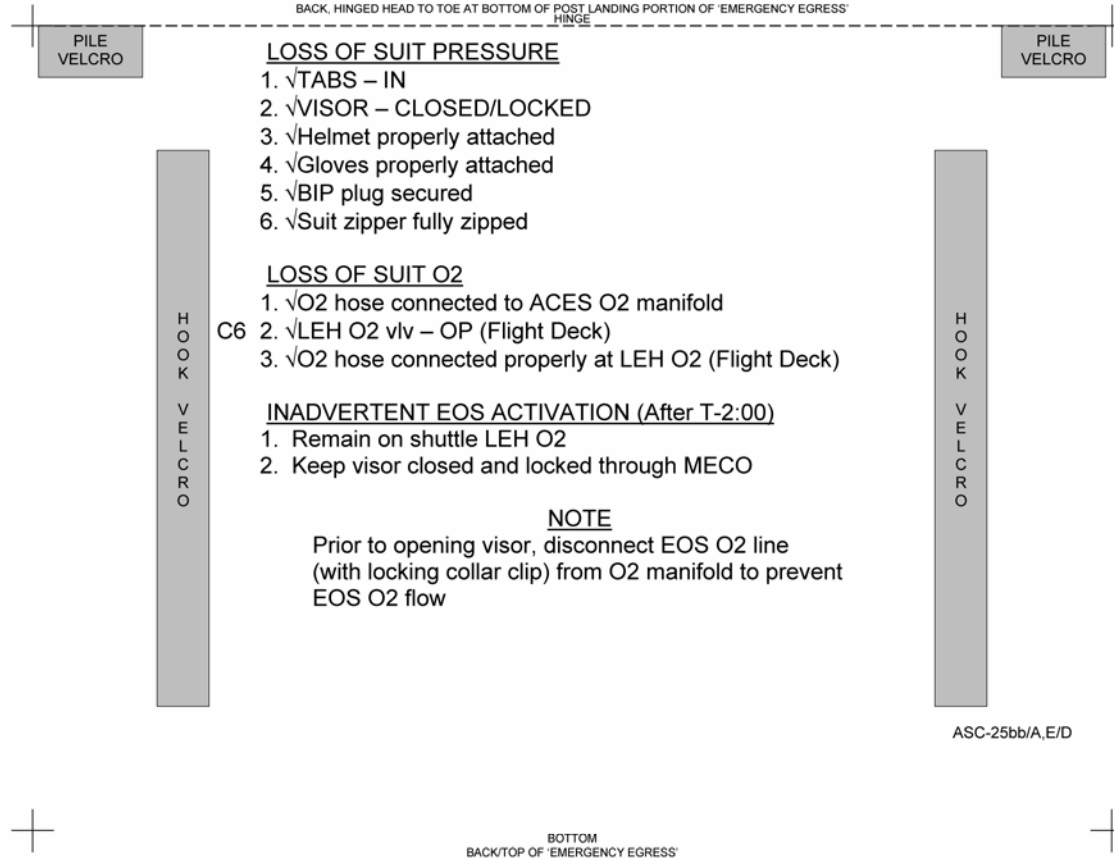 BACK, HINGED HEAD TO TOE AT BOTTOM OF POST LANDING PORTION OF 'EMERGENCY EGRESS'
HINGE
PILE
VELCRO
PILE
VELCRO
LOSS OF SUIT PRESSURE
1. √TABS – IN
2. √VISOR – CLOSED/LOCKED
3. √Helmet properly attached
4. √Gloves properly attached
5. √BIP plug secured
6. √Suit zipper fully zipped
LOSS OF SUIT O2
1. √O2 hose connected to ACES O2 manifold
C6 2. √LEH O2 vlv – OP (Flight Deck)
3. √O2 hose connected properly at LEH O2 (Flight Deck)
INADVERTENT EOS ACTIVATION (After T-2:00)
1. Remain on shuttle LEH O2
2. Keep visor closed and locked through MECO
NOTE
Prior to opening visor, disconnect EOS O2 line
(with locking collar clip) from O2 manifold to prevent
EOS O2 flow
HOOK VELCRO
HOOK VELCRO
ASC-25bb/A,E/D
BOTTOM
BACK/TOP OF 'EMERGENCY EGRESS'